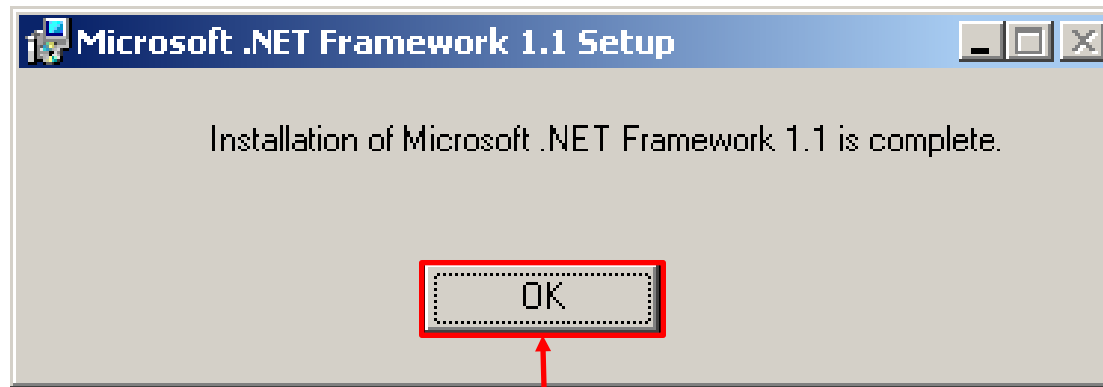 Microsoft .NET Framework 1.1 Setup
Installation of Microsoft .NET Framework 1.1 is complete.
OK